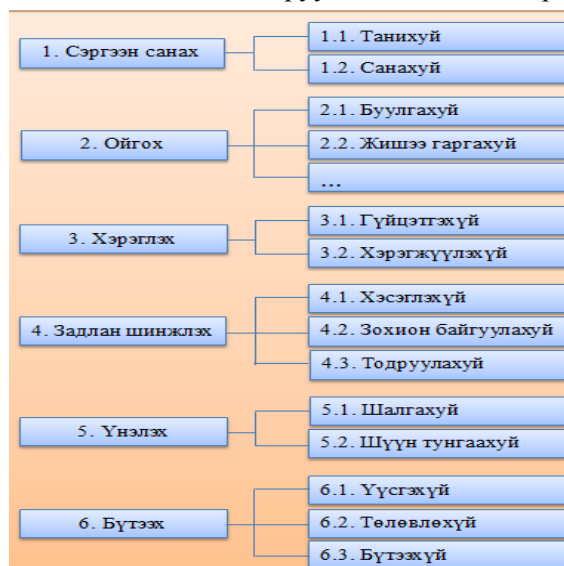 1. Сэргээн санах
1.1. Танихуй
1.2. Санахуй
2. Ойгох
2.1. Буулгахуй
2.2. Жишээ гаргахуй
...
3. Хэрэглэх
3.1. Гүйцэтгэхүй
3.2. Хэрэгжүүлэхүй
4. Задлан шинжлэх
4.1. Хэсэглэхүй
4.2. Зохион байгуулахуй
4.3. Тодруулахуй
5. Үнэлэх
5.1. Шалгахуй
5.2. Шүүн тунгаахуй
6. Бүтээх
6.1. Үүсгэхүй
6.2. Төлөвлөхүй
6.3. Бүтээхүй